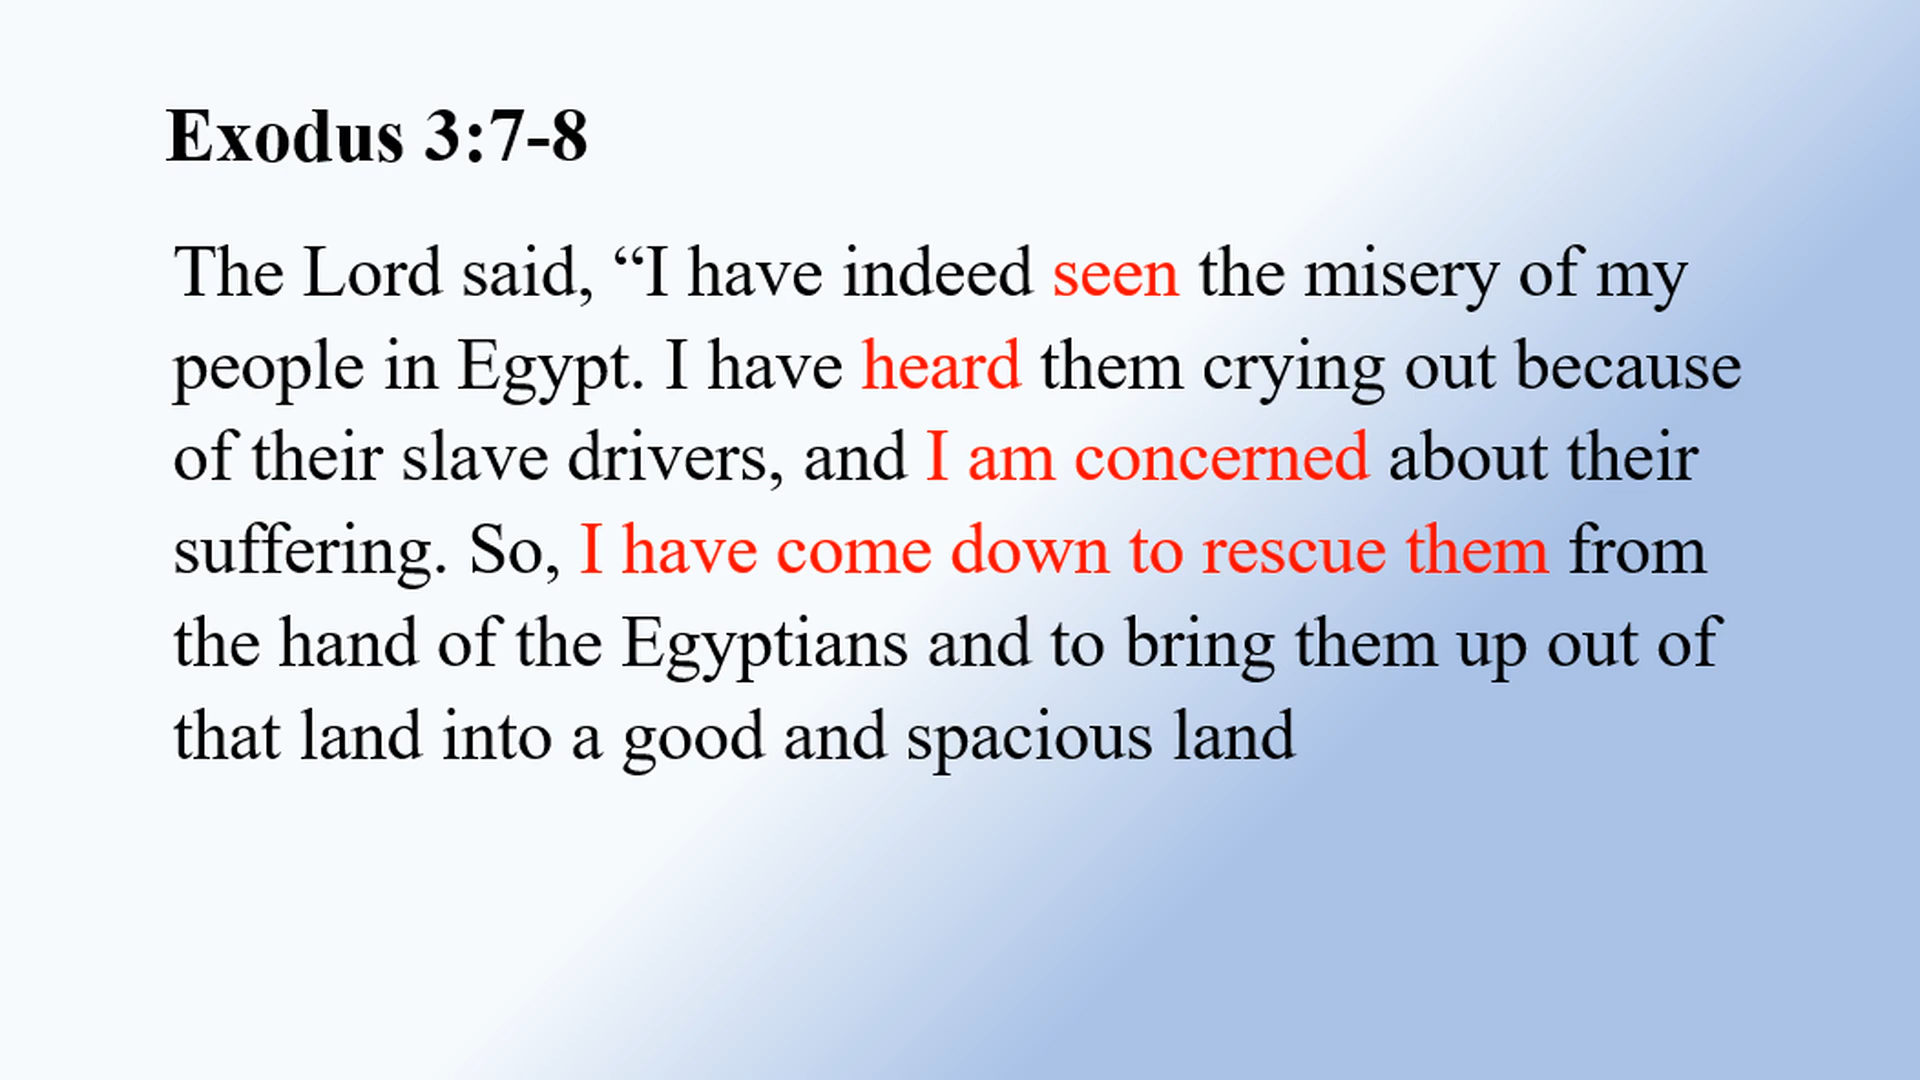 Exodus 3:7-8
The Lord said, “I have indeed seen the misery of my
people in Egypt. I have heard them crying out because
of their slave drivers, and I am concerned about their
suffering. So, I have come down to rescue them from
the hand of the Egyptians and to bring them up out of
that land into a good and spacious land